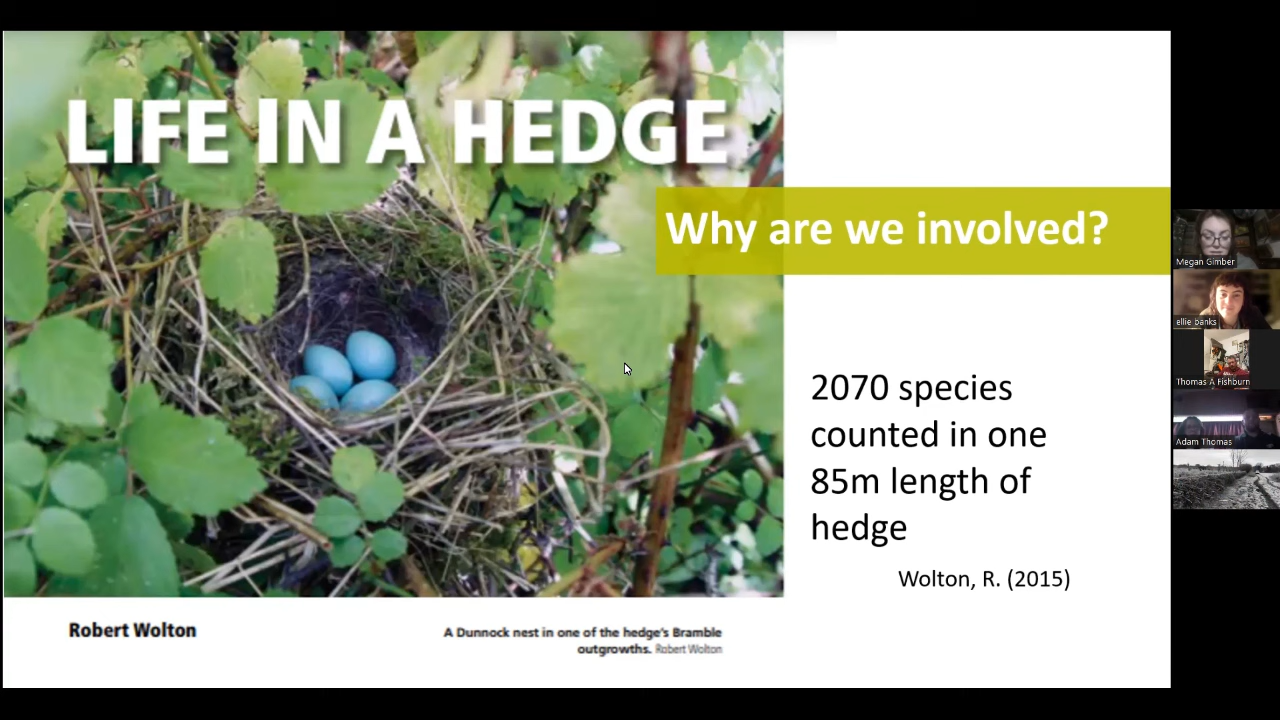 LIFE IN A HEDGE
Why are we involved?
2070 species
counted in one
85m length of
hedge
Wolton, R. (2015)
Robert Wolton
A Dunnock nest in one of the hedge's Bramble
outgrowths. Robert Wolton
Megan Gimber
ellie banks
Thomas A Fishburn
Adam Thomas